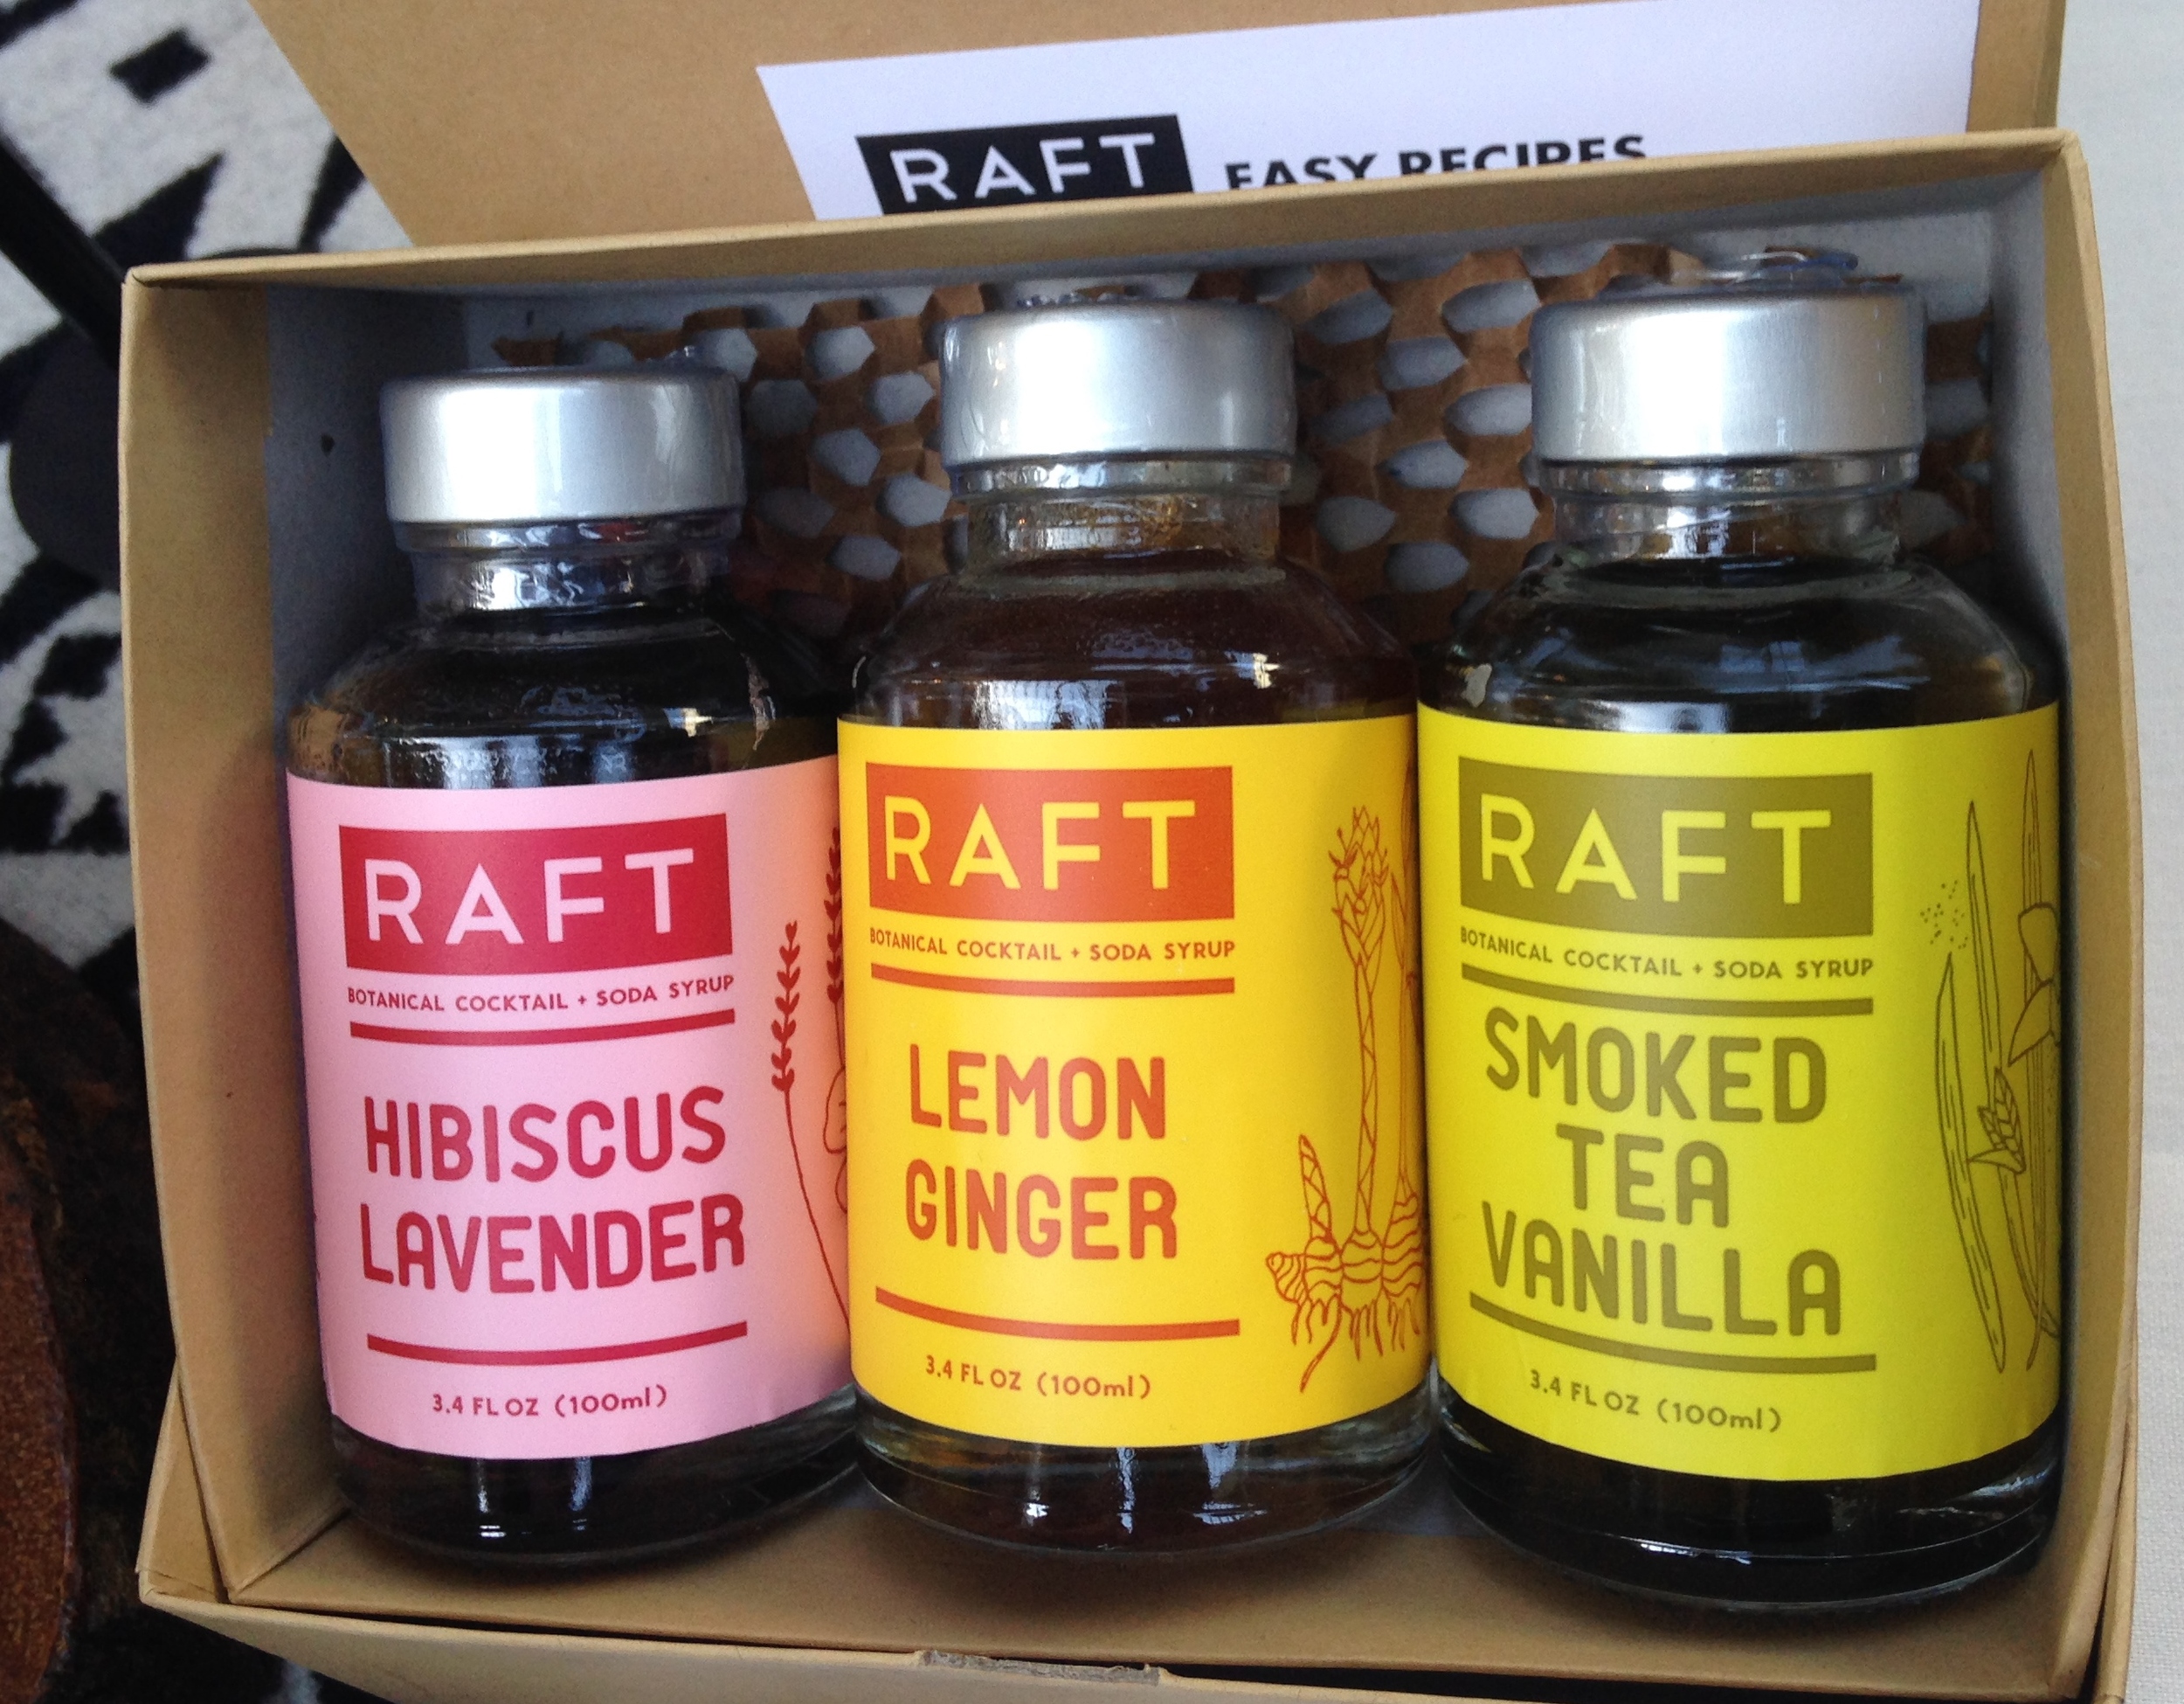 RAFT EASY RECIPES
RAFT
BOTANICAL COCKTAIL + SODA SYRUP
HIBISCUS
LAVENDER
3.4 FL OZ (100ml)
RAFT
BOTANICAL COCKTAIL + SODA SYRUP
LEMON
GINGER
3.4 FL OZ (100ml)
RAFT
BOTANICAL COCKTAIL + SODA SYRUP
SMOKED
TEA
VANILLA
3.4 FL OZ (100ml)